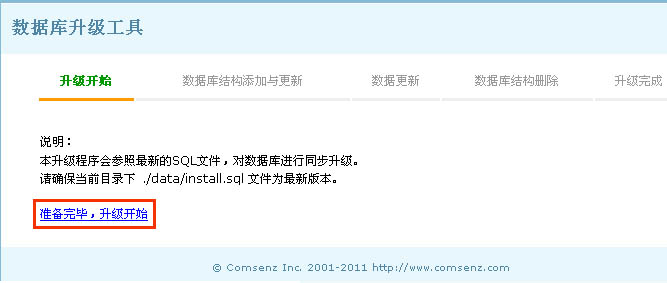 数据库升级工具
升级开始 数据库结构添加与更新 数据更新 数据库结构删除 升级完成
说明：
本升级程序会参照最新的SQL文件，对数据库进行同步升级。
请确保当前目录下 ./data/install.sql 文件为最新版本。
准备完毕，升级开始
© Comsenz Inc. 2001-2011 http://www.comsenz.com